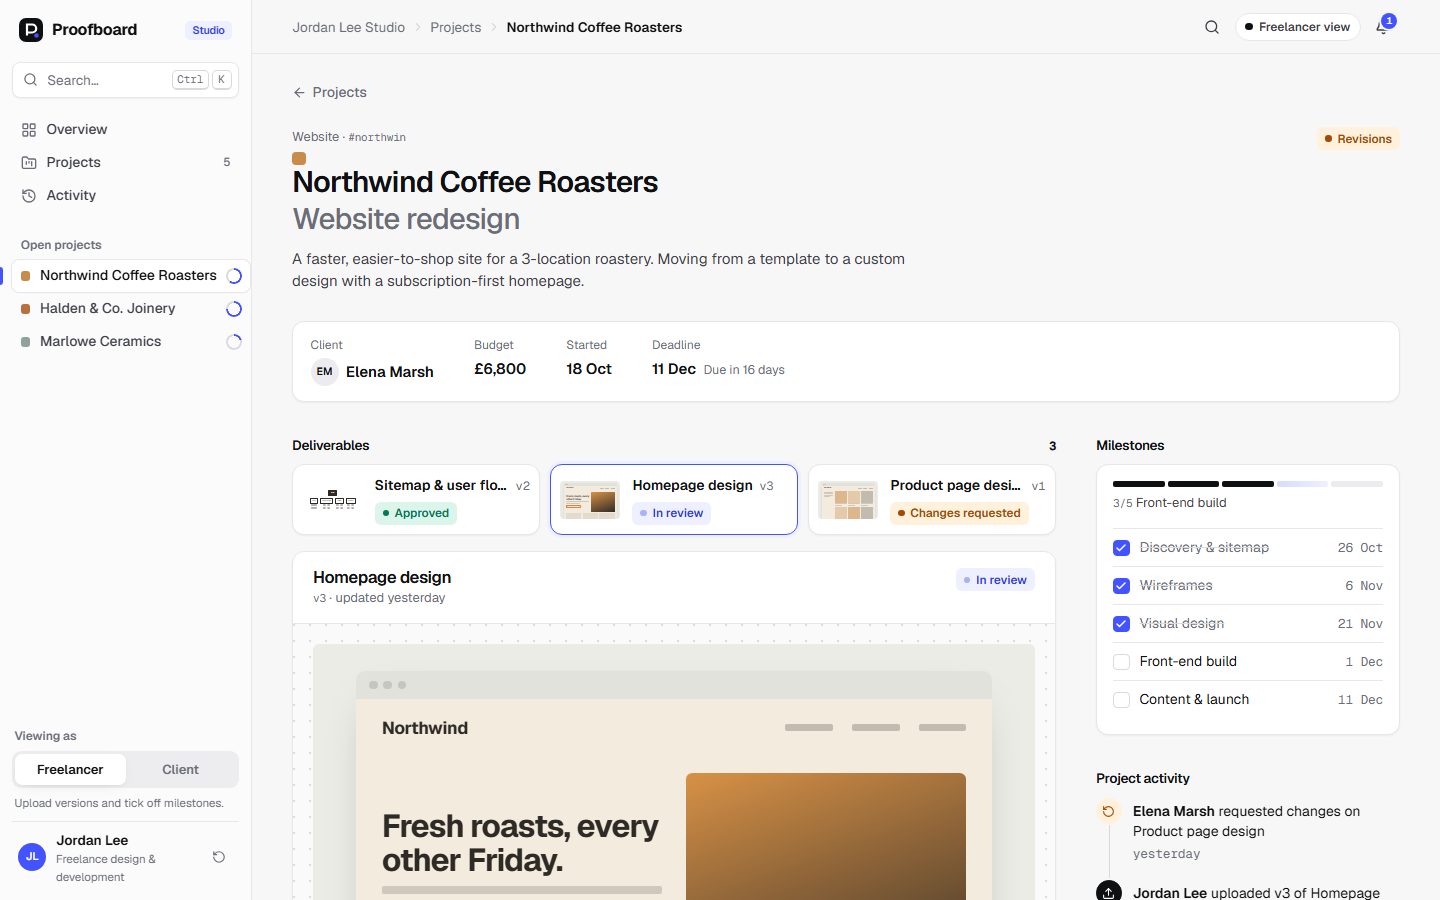 Proofboard
Studio
Search…
Ctrl K
Overview
Projects 5
Activity
Open projects
Northwind Coffee Roasters
Halden & Co. Joinery
Marlowe Ceramics
Viewing as
Freelancer Client
Upload versions and tick off milestones.
JL
Jordan Lee
Freelance design &
development
Jordan Lee Studio Projects Northwind Coffee Roasters
Freelancer view
1
Projects
Website · #northwin
Revisions
Northwind Coffee Roasters
Website redesign
A faster, easier-to-shop site for a 3-location roastery. Moving from a template to a custom
design with a subscription-first homepage.
Client
EM Elena Marsh
Budget
£6,800
Started
18 Oct
Deadline
11 Dec Due in 16 days
Deliverables 3
Sitemap & user flo… v2
Approved
Homepage design v3
In review
Product page desi… v1
Changes requested
Homepage design
v3 · updated yesterday
In review
Northwind
Fresh roasts, every
other Friday.
Milestones
3/5 Front-end build
Discovery & sitemap 26 Oct
Wireframes 6 Nov
Visual design 21 Nov
Front-end build 1 Dec
Content & launch 11 Dec
Project activity
Elena Marsh requested changes on
Product page design
yesterday
Jordan Lee uploaded v3 of Homepage